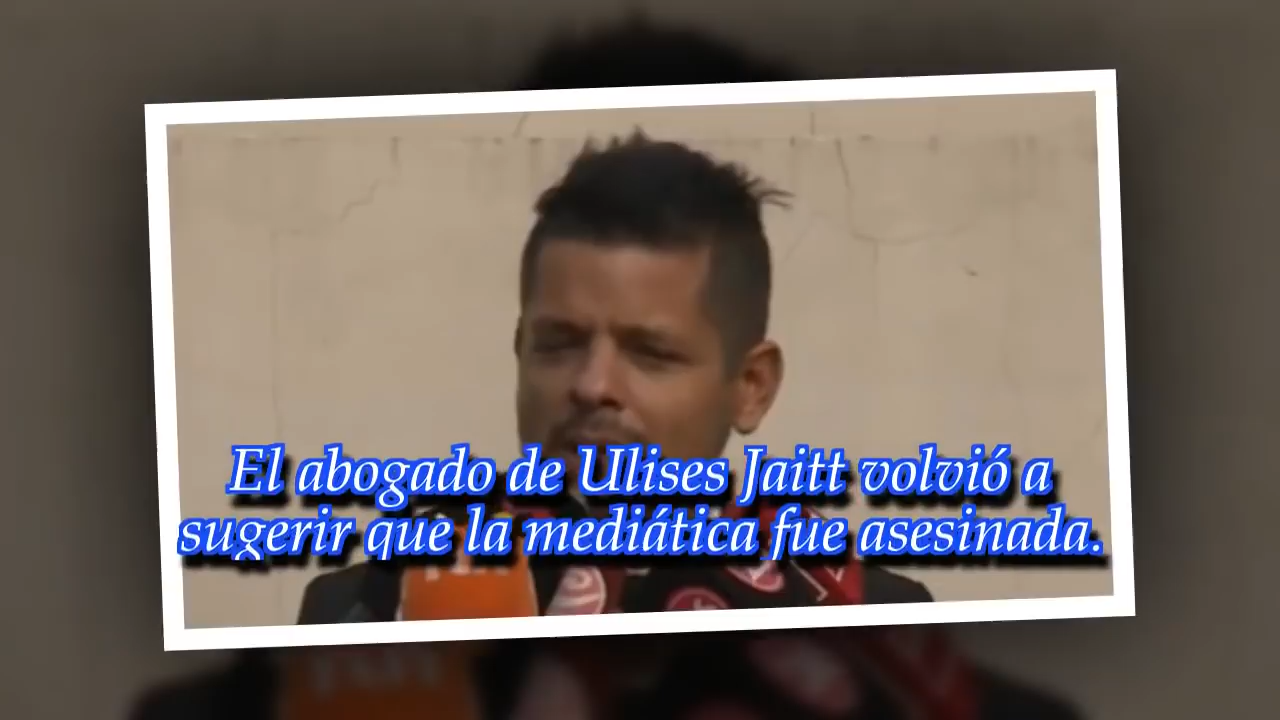 El abogado de Ulises Jaitt volvió a
sugerir que la mediática fue asesinada.